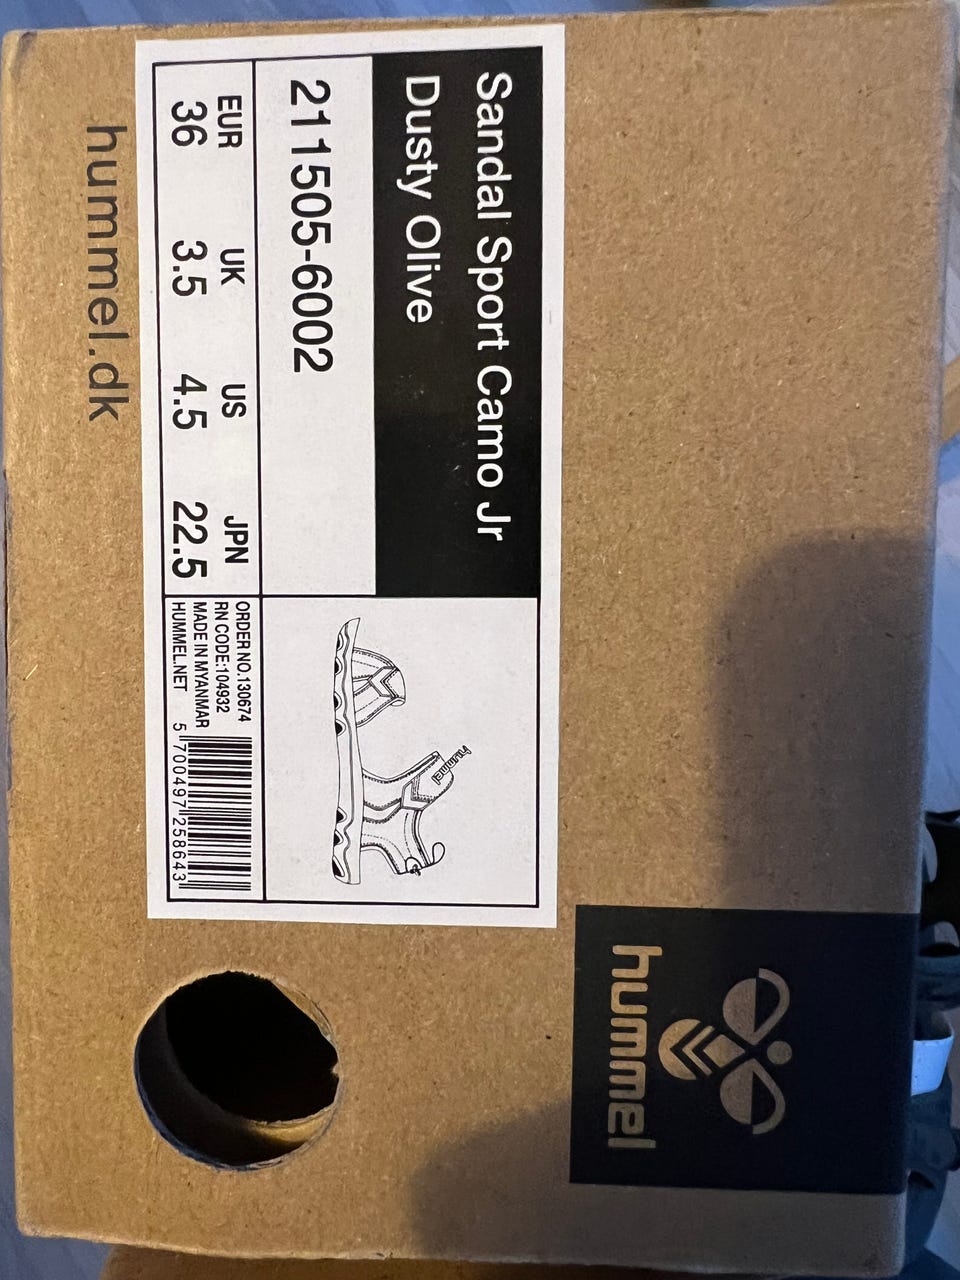 Sandal Sport Camo Jr
Dusty Olive
211505-6002
EUR UK US JPN
36 3.5 4.5 22.5
ORDER NO.130674
RN CODE:104932
MADE IN MYANMAR
HUMMEL.NET
5 700497 258643
hummel
hummel
hummel.dk